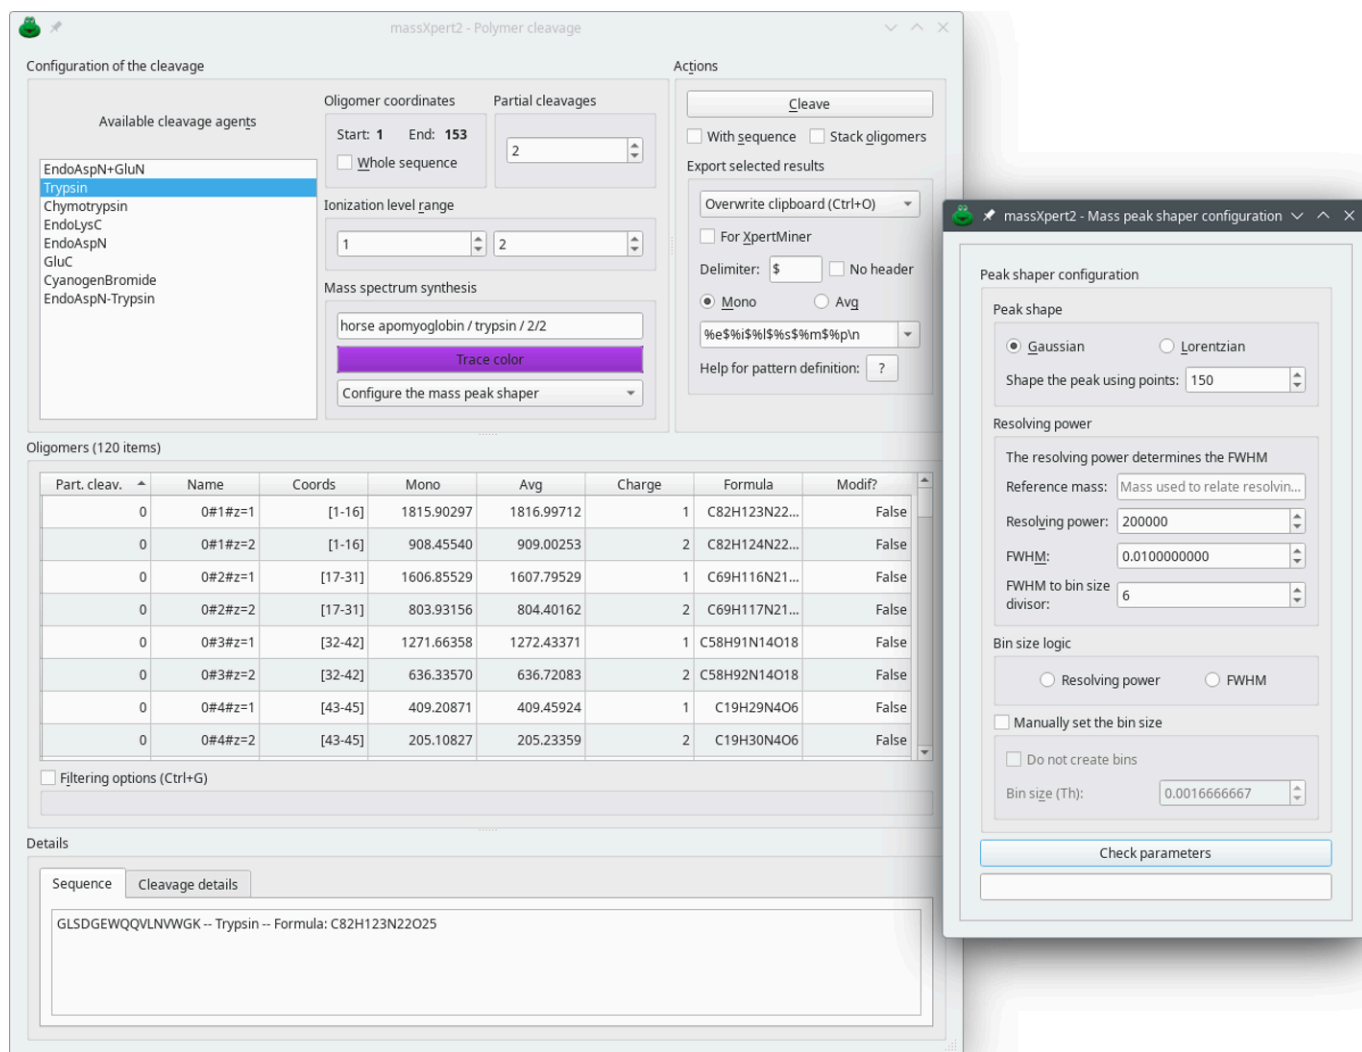 massXpert2 - Polymer cleavage
Configuration of the cleavage
Available cleavage agents
EndoAspN+GluN
Trypsin
Chymotrypsin
EndoLysC
EndoAspN
GluC
CyanogenBromide
EndoAspN-Trypsin
Oligomer coordinates
Start: 1 End: 153
Whole sequence
Partial cleavages
2
Ionization level range
1 2
Mass spectrum synthesis
horse apomyoglobin / trypsin / 2/2
Trace color
Configure the mass peak shaper
Actions
Cleave
With sequence Stack oligomers
Export selected results
Overwrite clipboard (Ctrl+O)
For XpertMiner
Delimiter: $ No header
Mono Avg
%e$%i$%l$%s$%m$%p\n
Help for pattern definition: ?
Oligomers (120 items)
Part. cleav. Name Coords Mono Avg Charge Formula Modif?
0 0#1#z=1 [1-16] 1815.90297 1816.99712 1 C82H123N22... False
0 0#1#z=2 [1-16] 908.45540 909.00253 2 C82H124N22... False
0 0#2#z=1 [17-31] 1606.85529 1607.79529 1 C69H116N21... False
0 0#2#z=2 [17-31] 803.93156 804.40162 2 C69H117N21... False
0 0#3#z=1 [32-42] 1271.66358 1272.43371 1 C58H91N14O18 False
0 0#3#z=2 [32-42] 636.33570 636.72083 2 C58H92N14O18 False
0 0#4#z=1 [43-45] 409.20871 409.45924 1 C19H29N4O6 False
0 0#4#z=2 [43-45] 205.10827 205.23359 2 C19H30N4O6 False
Filtering options (Ctrl+G)
Details
Sequence Cleavage details
GLSDGEWQQVLNVWGK -- Trypsin -- Formula: C82H123N22O25
massXpert2 - Mass peak shaper configuration
Peak shaper configuration
Peak shape
Gaussian Lorentzian
Shape the peak using points: 150
Resolving power
The resolving power determines the FWHM
Reference mass: Mass used to relate resolvin...
Resolving power: 200000
FWHM: 0.0100000000
FWHM to bin size
divisor: 6
Bin size logic
Resolving power FWHM
Manually set the bin size
Do not create bins
Bin size (Th): 0.0016666667
Check parameters